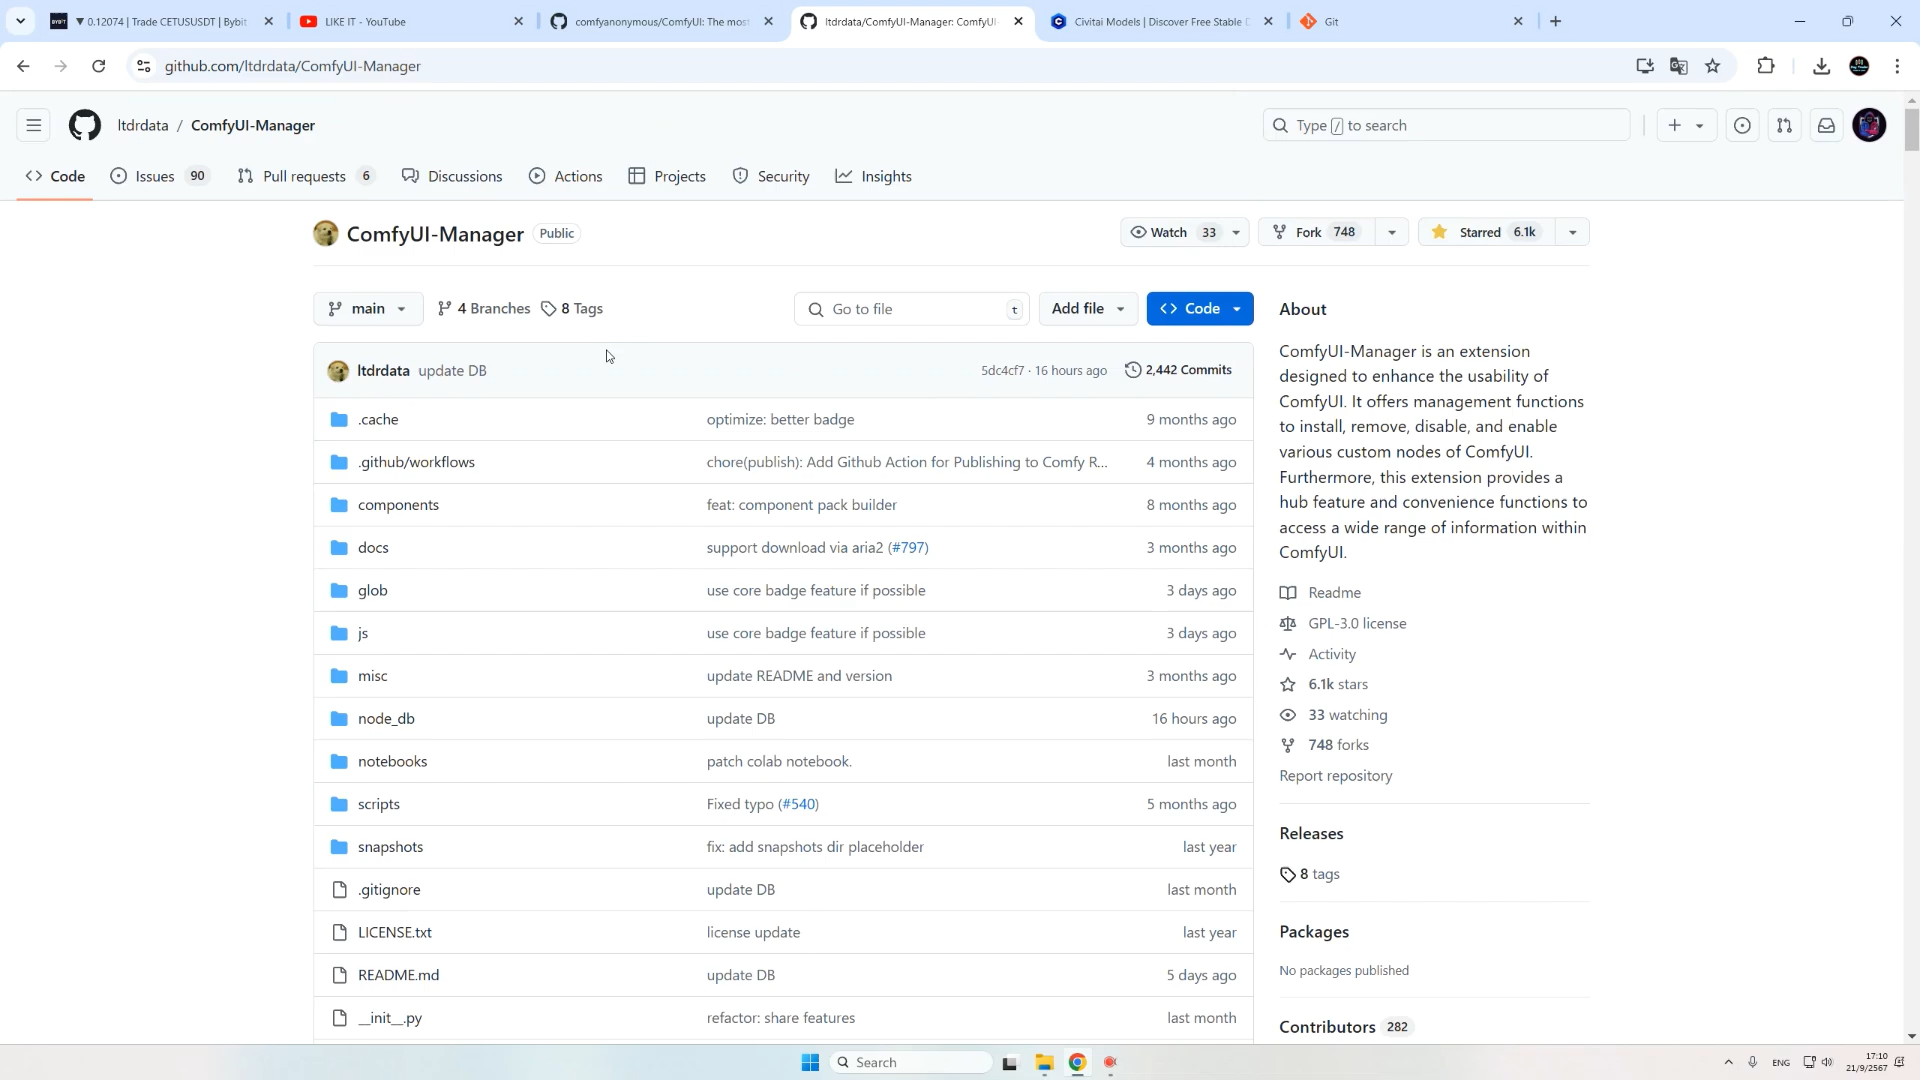 ▼0.12074 | Trade CETUSUSDT | Bybit
LIKE IT - YouTube
comfyanonymous/ComfyUI: The most
ltdrdata/ComfyUI-Manager: ComfyUI-
Civitai Models | Discover Free Stable D
Git
github.com/ltdrdata/ComfyUI-Manager
ltdrdata / ComfyUI-Manager
Type / to search
Code
Issues 90
Pull requests 6
Discussions
Actions
Projects
Security
Insights
ComfyUI-Manager Public
Watch 33
Fork 748
Starred 6.1k
main
4 Branches
8 Tags
Go to file t
Add file
<> Code
ltdrdata update DB 5dc4cf7 · 16 hours ago 2,442 Commits
.cache optimize: better badge 9 months ago
.github/workflows chore(publish): Add Github Action for Publishing to Comfy R... 4 months ago
components feat: component pack builder 8 months ago
docs support download via aria2 (#797) 3 months ago
glob use core badge feature if possible 3 days ago
js use core badge feature if possible 3 days ago
misc update README and version 3 months ago
node_db update DB 16 hours ago
notebooks patch colab notebook. last month
scripts Fixed typo (#540) 5 months ago
snapshots fix: add snapshots dir placeholder last year
.gitignore update DB last month
LICENSE.txt license update last year
README.md update DB 5 days ago
__init__.py refactor: share features last month
About
ComfyUI-Manager is an extension
designed to enhance the usability of
ComfyUI. It offers management functions
to install, remove, disable, and enable
various custom nodes of ComfyUI.
Furthermore, this extension provides a
hub feature and convenience functions to
access a wide range of information within
ComfyUI.
Readme
GPL-3.0 license
Activity
6.1k stars
33 watching
748 forks
Report repository
Releases
8 tags
Packages
No packages published
Contributors 282
Search
ENG
17:10
21/9/2567